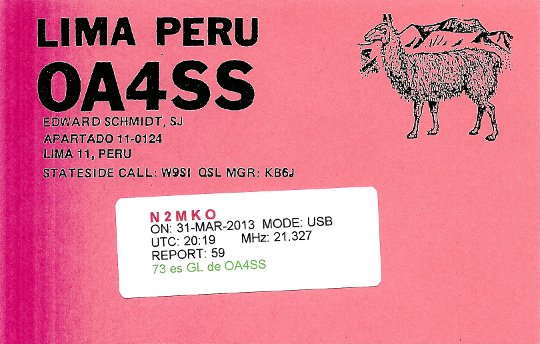 LIMA PERU
OA4SS
EDWARD SCHMIDT, SJ
APARTADO 11-0124
LIMA 11, PERU
STATESIDE CALL: W9SI QSL MGR: KB6J
N2MKO
ON: 31-MAR-2013 MODE: USB
UTC: 20:19 MHz: 21.327
REPORT: 59
73 es GL de OA4SS